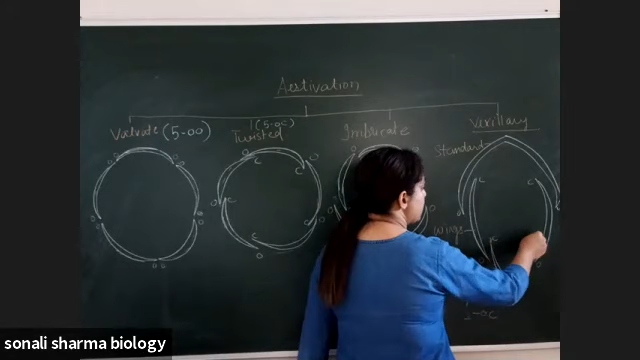 Aestivation
Valvate (5-00)
(5-0C)
Twisted
Imbricate
Vexillary
Standard
Wings
sonali sharma biology